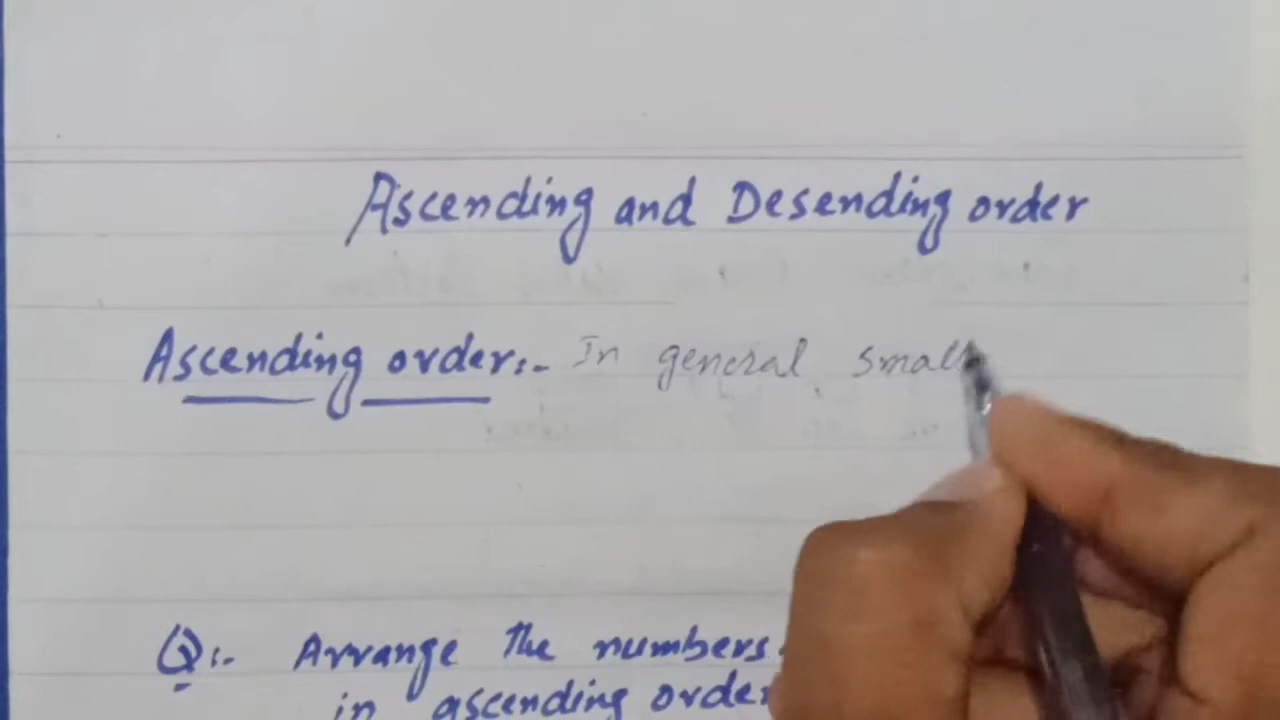 Ascending and Desending order
Ascending order:- In general, small
Q:- Arrange the numbers
in ascending order